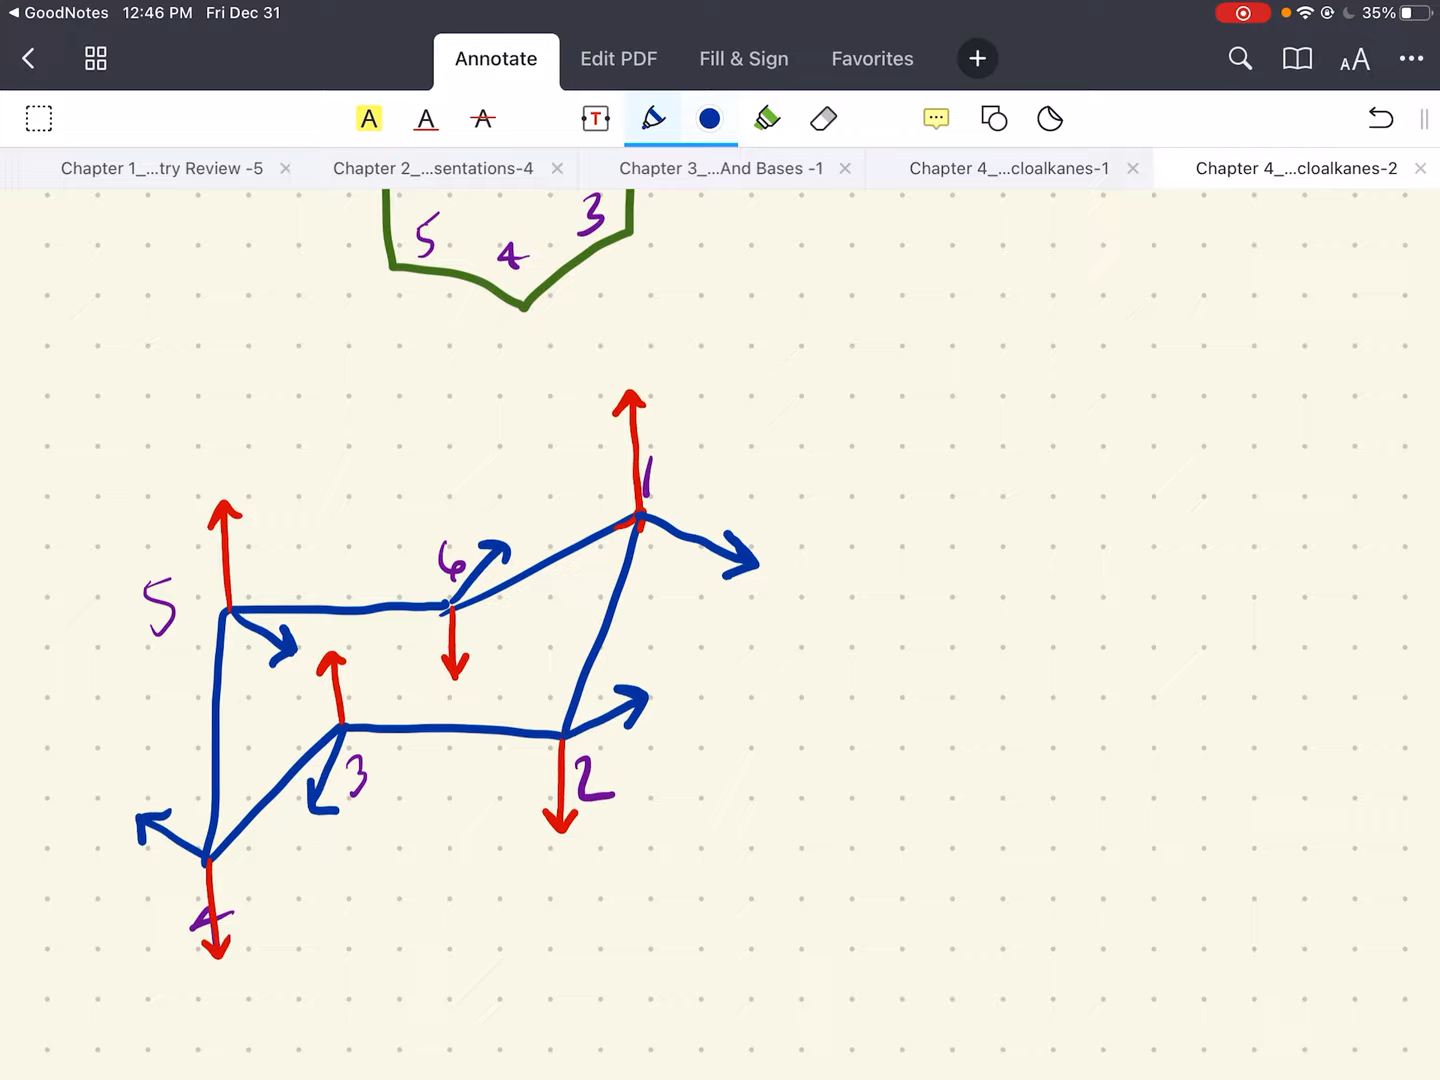 GoodNotes 12:46 PM Fri Dec 31 35%
Annotate Edit PDF Fill & Sign Favorites
A A A T AA
Chapter 1_...try Review -5 Chapter 2_...sentations-4 Chapter 3_...And Bases -1 Chapter 4_...cloalkanes-1 Chapter 4_...cloalkanes-2
5 4 3
1
6
5
3
2
4